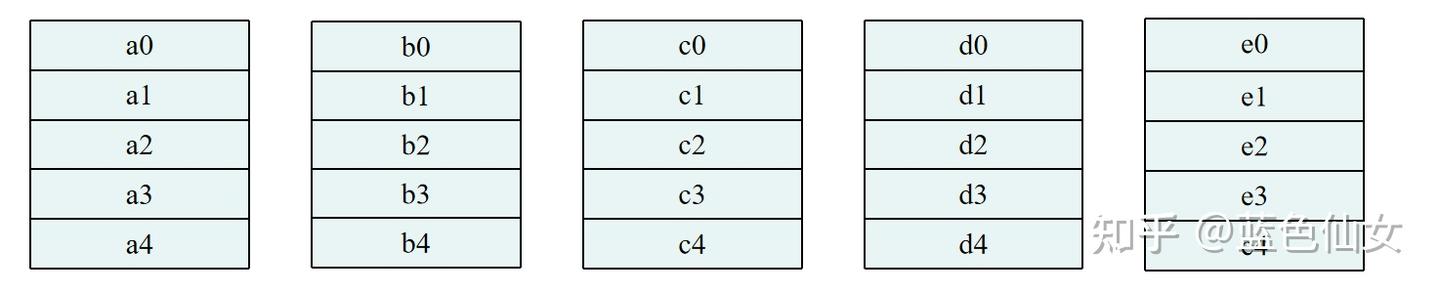 a0 b0 c0 d0 e0
a1 b1 c1 d1 e1
a2 b2 c2 d2 e2
a3 b3 c3 d3 e3
a4 b4 c4 d4 e4
知乎 @蓝色仙女